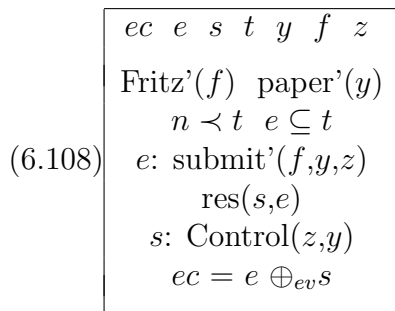 ec e s t y f z
Fritz’(f) paper’(y)
n ≺ t e ⊆ t
(6.108) e: submit’(f,y,z)
res(s,e)
s: Control(z,y)
ec = e ⊕ev s